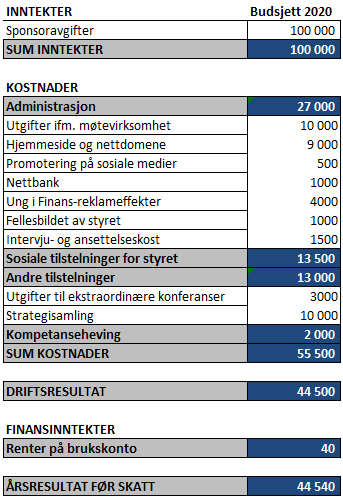 INNTEKTER Budsjett 2020
Sponsoravgifter 100 000
SUM INNTEKTER 100 000
KOSTNADER
Administrasjon 27 000
Utgifter ifm. møtevirksomhet 10 000
Hjemmeside og nettdomene 9 000
Promotering på sosiale medier 500
Nettbank 1000
Ung i Finans-reklameffekter 4000
Fellesbildet av styret 1000
Intervju- og ansettelseskost 1500
Sosiale tilstelninger for styret 13 500
Andre tilstelninger 13 000
Utgifter til ekstraordinære konferanser 3000
Strategisamling 10 000
Kompetanseheving 2 000
SUM KOSTNADER 55 500
DRIFTSRESULTAT 44 500
FINANSINNTEKTER
Renter på brukskonto 40
ÅRSRESULTAT FØR SKATT 44 540